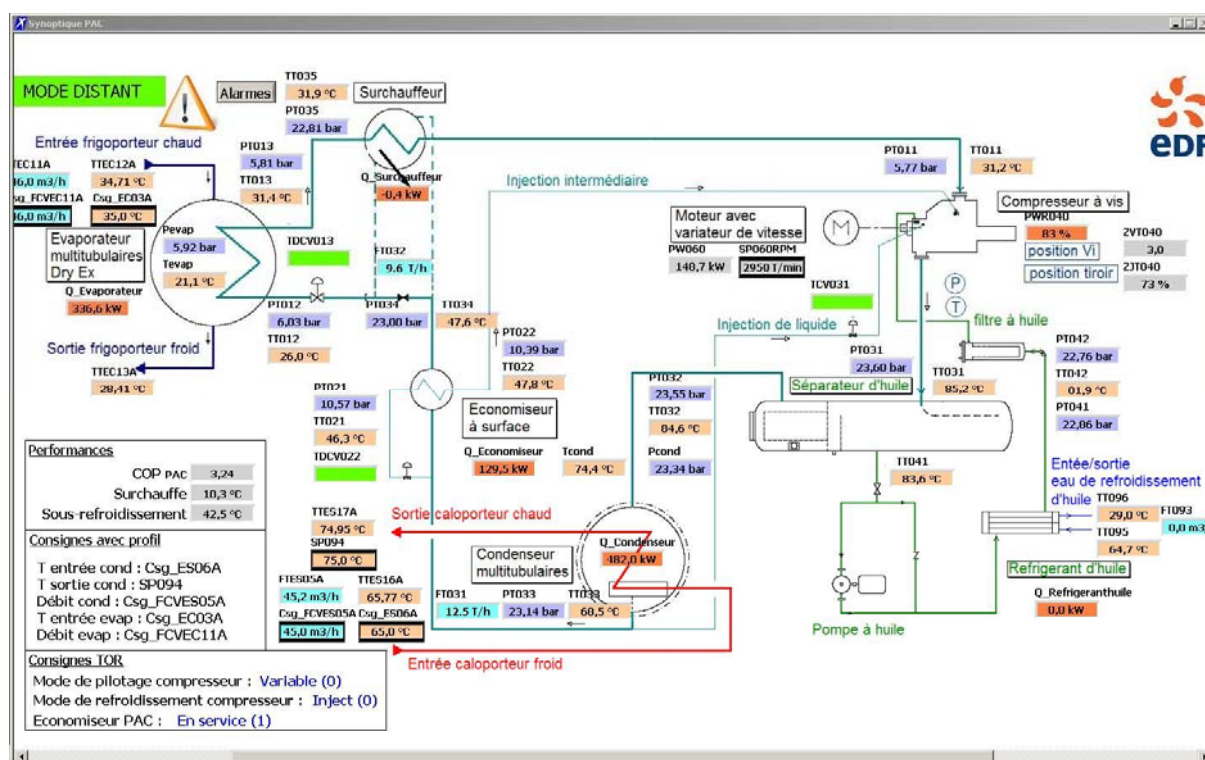 Synoptique PAC
MODE DISTANT
Alarmes
TT035
31,9 °C
PT035
22,81 bar
Surchauffeur
Q_Surchauffeur
-0,4 kW
eDF
Entrée frigoporteur chaud
TTEC12A
34,71 °C
Csg_EC03A
35,0 °C
PT013
5,81 bar
TT013
31,4 °C
Evaporateur
multitubulaires
Dry Ex
Q_Evaporateur
336,6 kW
Pevap
5,92 bar
Tevap
21,1 °C
TDCV013
FT032
9.6 T/h
Sortie frigoporteur froid
TTEC13A
28,41 °C
PT012
6,03 bar
TT012
26,0 °C
PT034
23,00 bar
TT034
47,6 °C
Injection intermédiaire
PT011
5,77 bar
TT011
31,2 °C
Moteur avec
variateur de vitesse
PW060
148,7 kW
SP060RPM
2950 T/min
M
Compresseur à vis
PWR040
83 %
position Vi
position tiroir
2VT040
3,0
2JT040
73 %
TCV031
P
T
Injection de liquide
filtre à huile
PT022
10,39 bar
TT022
47,8 °C
PT021
10,57 bar
TT021
46,3 °C
TDCV022
Economiseur
à surface
Q_Economiseur
129,5 kW
Tcond
74,4 °C
Pcond
23,34 bar
PT032
23,55 bar
TT032
84,6 °C
PT031
23,60 bar
Séparateur d'huile
TT031
85,2 °C
PT042
22,76 bar
TT042
01,9 °C
PT041
22,86 bar
TT041
83,6 °C
Entée/sortie
eau de refroidissement
d'huile
TT096
29,0 °C
FT093
TT095
64,7 °C
Refrigerant d'huile
Q_Refrigeranthuile
0,0 kW
Pompe à huile
Performances
COP PAC 3,24
Surchauffe 10,3 °C
Sous-refroidissement 42,5 °C
Consignes avec profil
T entrée cond : Csg_ES06A
T sortie cond : SP094
Débit cond : Csg_FCVES05A
T entrée evap : Csg_EC03A
Débit evap : Csg_FCVEC11A
Consignes TOR
Mode de pilotage compresseur : Variable (0)
Mode de refroidissement compresseur : Inject (0)
Economiseur PAC : En service (1)
TTES17A
74,95 °C
SP094
75,0 °C
Sortie caloporteur chaud
Condenseur
multitubulaires
Q_Condenseur
482,0 kW
FTES05A
45,2 m3/h
Csg_FCVES05A
45,0 m3/h
TTES16A
65,77 °C
Csg_ES06A
65,0 °C
FT031
12.5 T/h
PT033
23,14 bar
TT033
68,5 °C
Entrée caloporteur froid